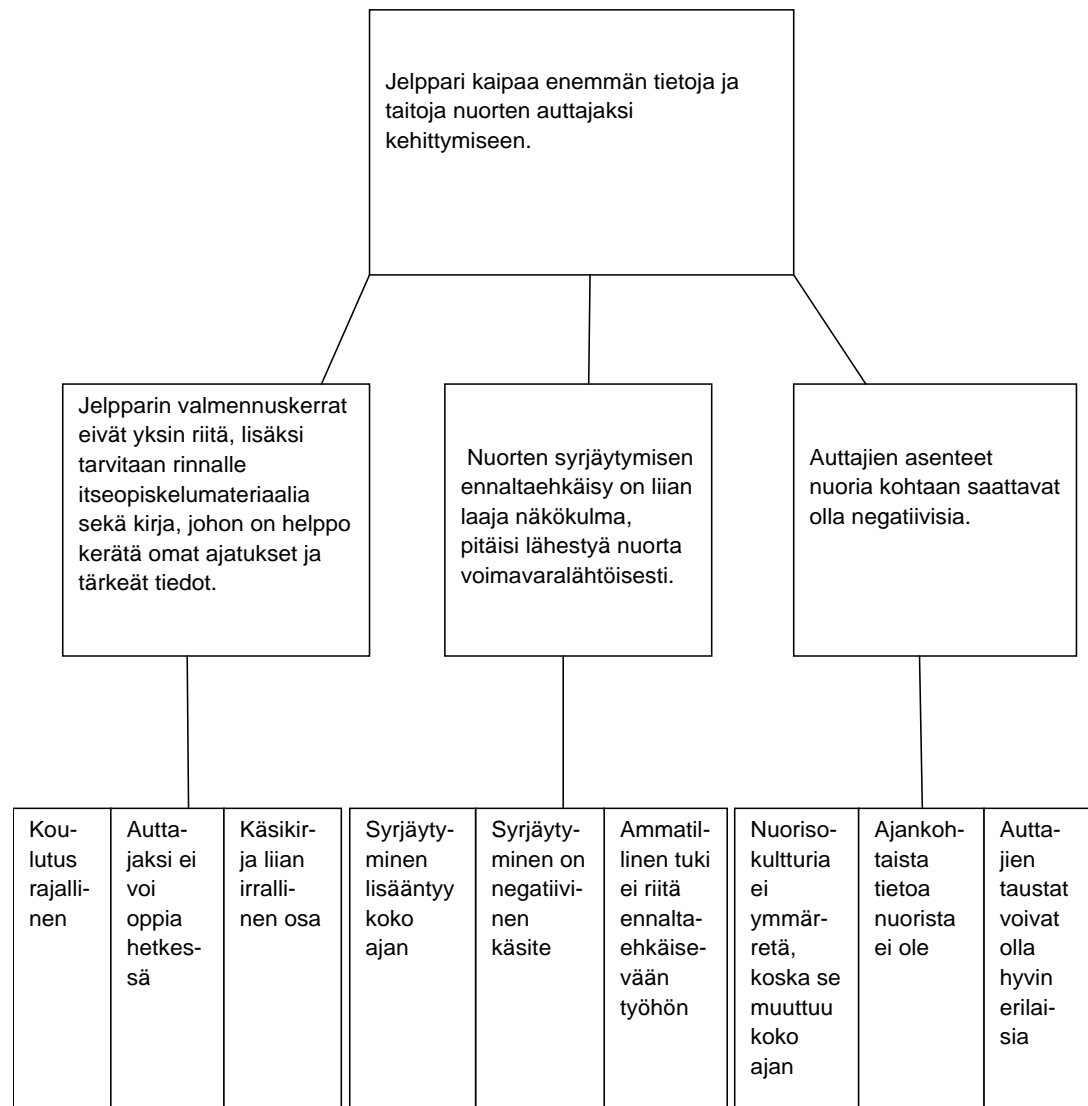 Jelppari kaipaa enemmän tietoja ja
taitoja nuorten auttajaksi
kehittymiseen.
Jelpparin valmennuskerrat
eivät yksin riitä, lisäksi
tarvitaan rinnalle
itseopiskelumateriaalia
sekä kirja, johon on helppo
kerätä omat ajatukset ja
tärkeät tiedot.
Nuorten syrjäytymisen
ennaltaehkäisy on liian
laaja näkökulma,
pitäisi lähestyä nuorta
voimavaralähtöisesti.
Auttajien asenteet
nuoria kohtaan saattavat
olla negatiivisia.
Kou-
lutus
rajalli-
nen
Autta-
jaksi ei
voi
oppia
hetkes-
sä
Käsikir-
ja liian
irralli-
nen osa
Syrjäyty-
minen
lisääntyy
koko
ajan
Syrjäyty-
minen on
negatiivi-
nen
käsite
Ammatil-
linen tuki
ei riitä
ennalta-
ehkäise-
vään
työhön
Nuoriso-
kultturia
ei
ymmär-
retä,
koska se
muuttuu
koko
ajan
Ajankoh-
taista
tietoa
nuorista
ei ole
Autta-
jien
taustat
voivat
olla
hyvin
erilai-
sia